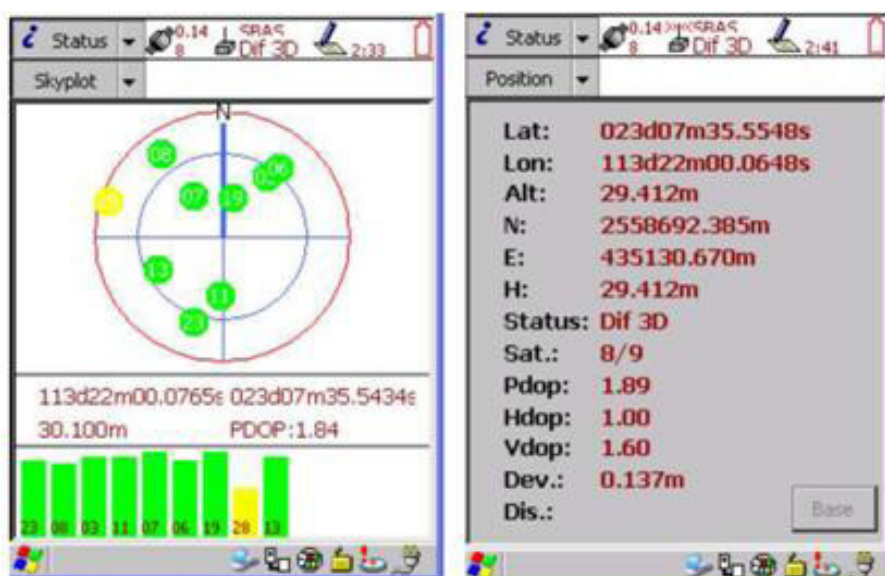 Status
0.14
8
SBAS
Dif 3D
2:33
Skyplot
N
08
06
07
19
13
11
23
113d22m00.0765s 023d07m35.5434s
30.100m PDOP:1.84
23 08 03 11 07 06 19 28 13
Status
0.14
8
SBAS
Dif 3D
2:41
Position
Lat: 023d07m35.5548s
Lon: 113d22m00.0648s
Alt: 29.412m
N: 2558692.385m
E: 435130.670m
H: 29.412m
Status: Dif 3D
Sat.: 8/9
Pdop: 1.89
Hdop: 1.00
Vdop: 1.60
Dev.: 0.137m
Dis.:
Base